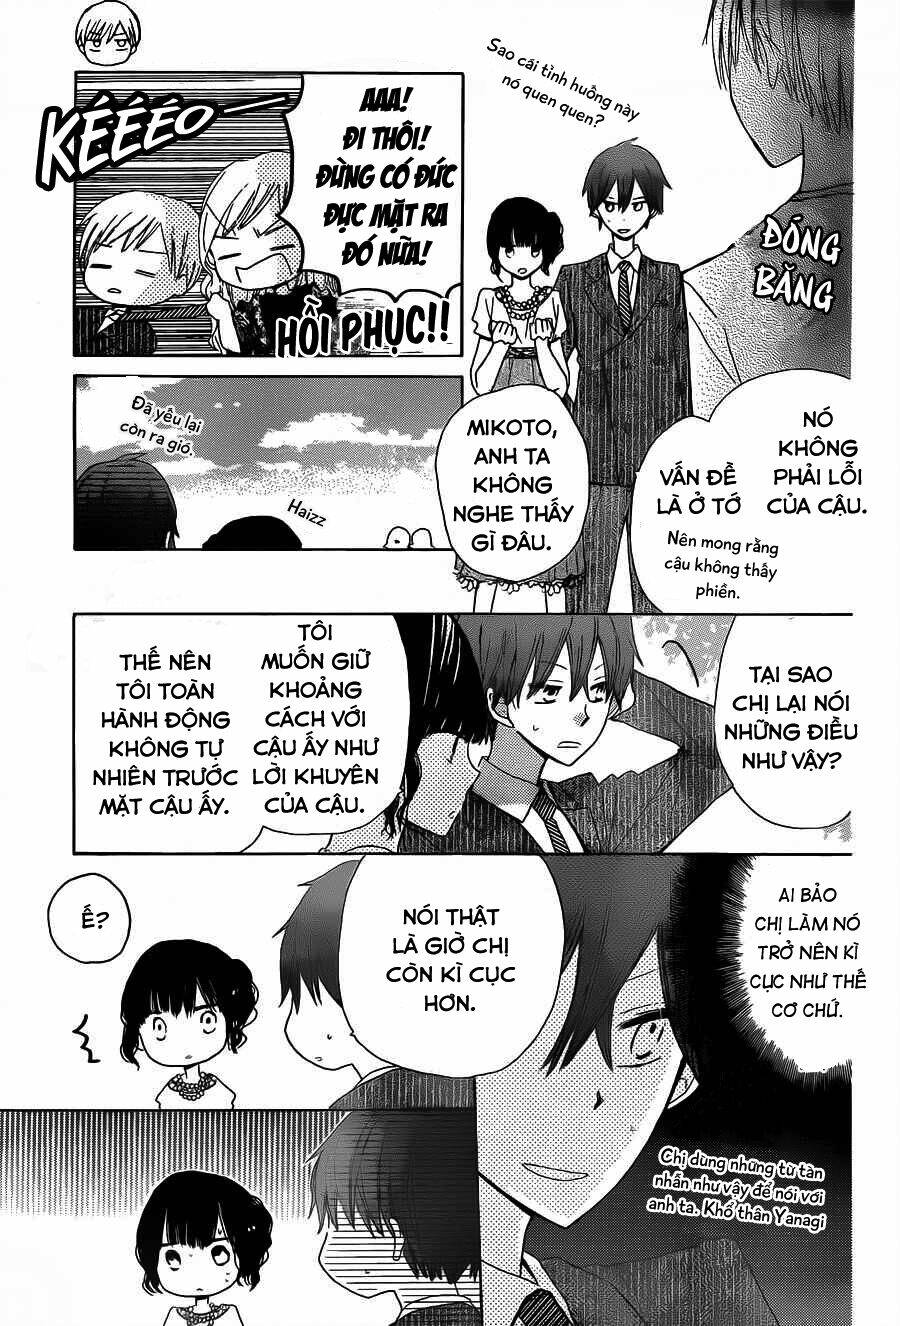 Sao cái tình huống này
nó quen quen?
ĐÓNG
BĂNG
NÓ
KHÔNG
PHẢI LỖI
CỦA CẬU.
VẤN ĐỀ
LÀ Ở TỚ
Nên mong rằng
cậu không thấy
phiền.
MIKOTO,
ANH TA
KHÔNG
NGHE THẤY
GÌ ĐÂU.
AAA!
ĐI THÔI!
ĐỪNG CÓ ĐỨC
ĐỤC MẶT RA
ĐÓ NỮA!
KÉÉÉO
HỒI PHỤC!!
Đã yếu lại
còn ra gió.
Haizz
TẠI SAO
CHỊ LẠI NÓI
NHỮNG ĐIỀU
NHƯ VẬY?
TÔI
MUỐN GIỮ
KHOẢNG
CÁCH VỚI
CẬU ẤY NHƯ
LỜI KHUYÊN
CỦA CẬU.
THẾ NÊN
TÔI TOÀN
HÀNH ĐỘNG
KHÔNG TỰ
NHIÊN TRƯỚC
MẶT CẬU ẤY.
AI BẢO
CHỊ LÀM NÓ
TRỞ NÊN KÌ
CỤC NHƯ THẾ
CƠ CHỨ.
NÓI THẬT
LÀ GIỜ CHỊ
CÒN KÌ CỤC
HƠN.
Ế?
Chị dùng những từ tàn
nhẫn như vậy để nói với
anh ta. Khổ thân Yanagi